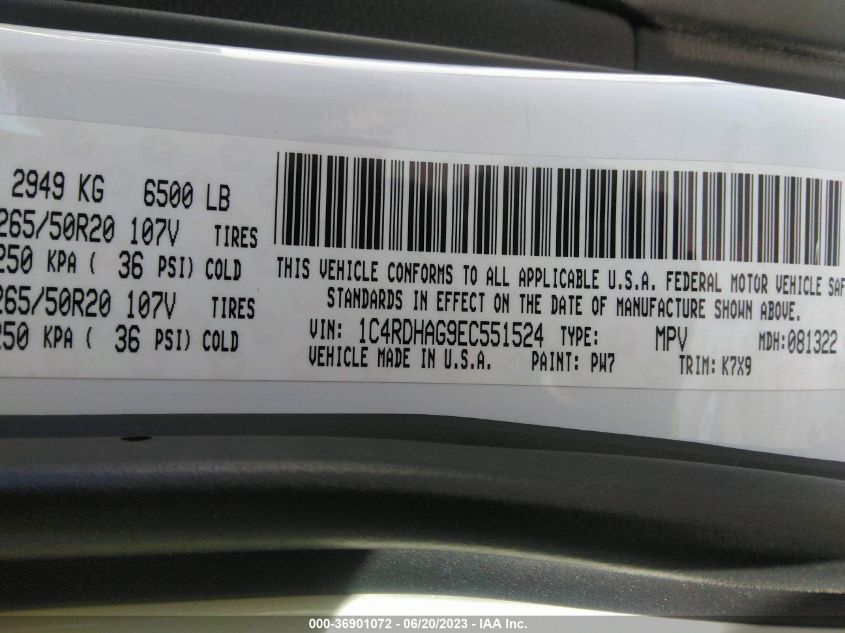 2949 KG 6500 LB
265/50R20 107V TIRES
250 KPA ( 36 PSI) COLD
265/50R20 107V TIRES
250 KPA ( 36 PSI) COLD
THIS VEHICLE CONFORMS TO ALL APPLICABLE U.S.A. FEDERAL MOTOR VEHICLE SAF
STANDARDS IN EFFECT ON THE DATE OF MANUFACTURE SHOWN ABOVE.
VIN: 1C4RDHAG9EC551524 TYPE: MPV MDH:081322
VEHICLE MADE IN U.S.A. PAINT: PW7 TRIM: K7X9
000-36901072 / 06/20/2023 - IAA Inc.